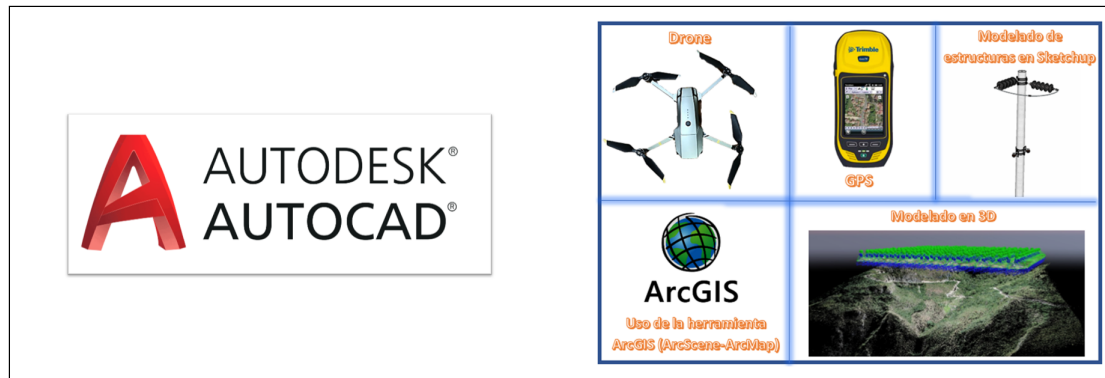 AUTODESK®
AUTOCAD®
Drone
Trimble
GPS
Modelado de
estructuras en Sketchup
ArcGIS
Uso de la herramienta
ArcGIS (ArcScene-ArcMap)
Modelado en 3D